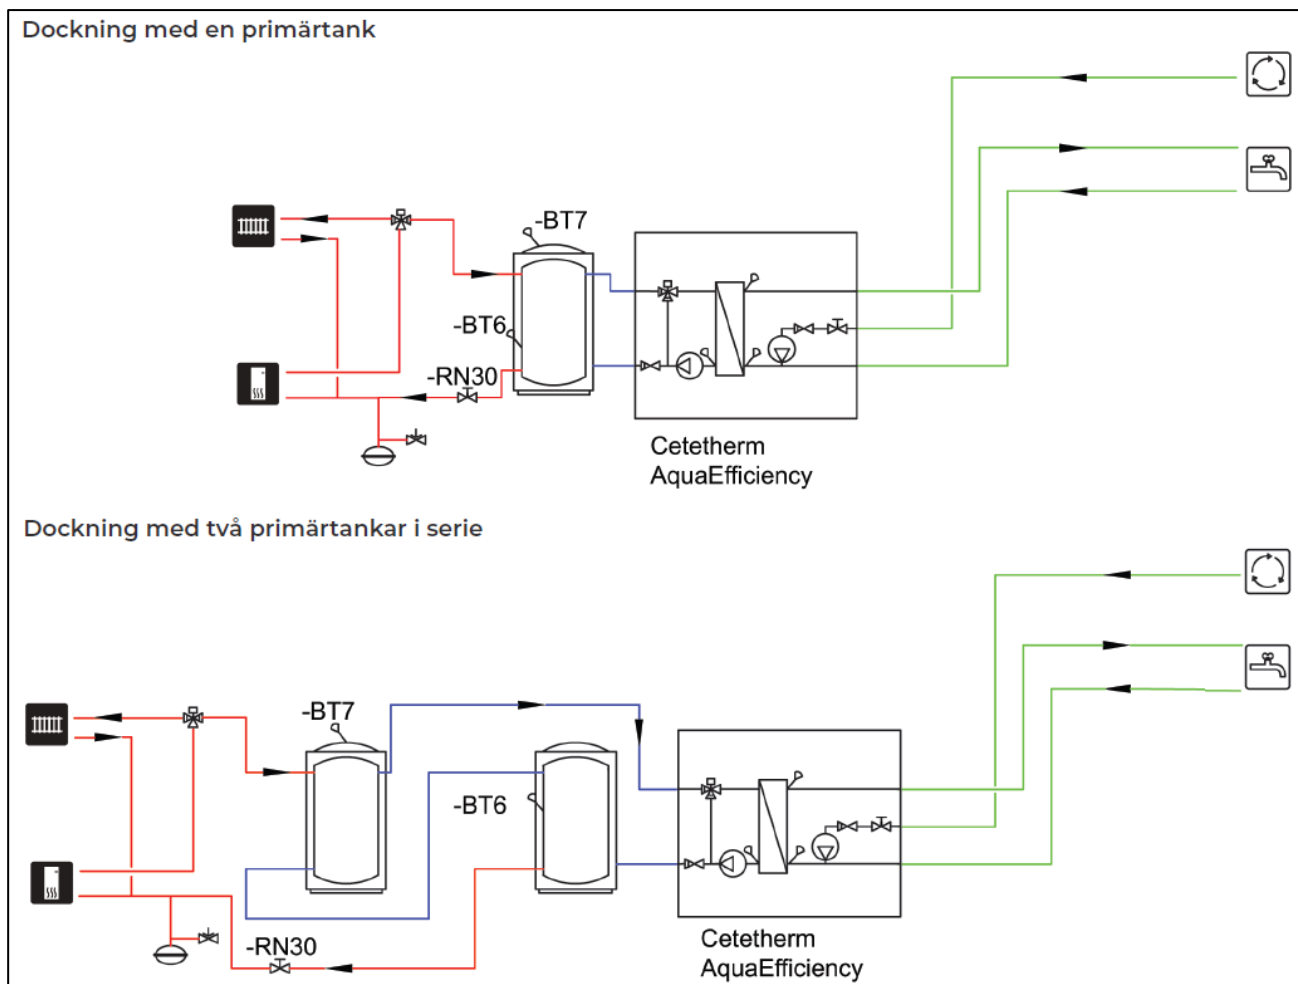 Dockning med en primärtank
-BT7
-BT6
-RN30
Cetetherm
AquaEfficiency
Dockning med två primärtankar i serie
-BT7
-BT6
-RN30
Cetetherm
AquaEfficiency